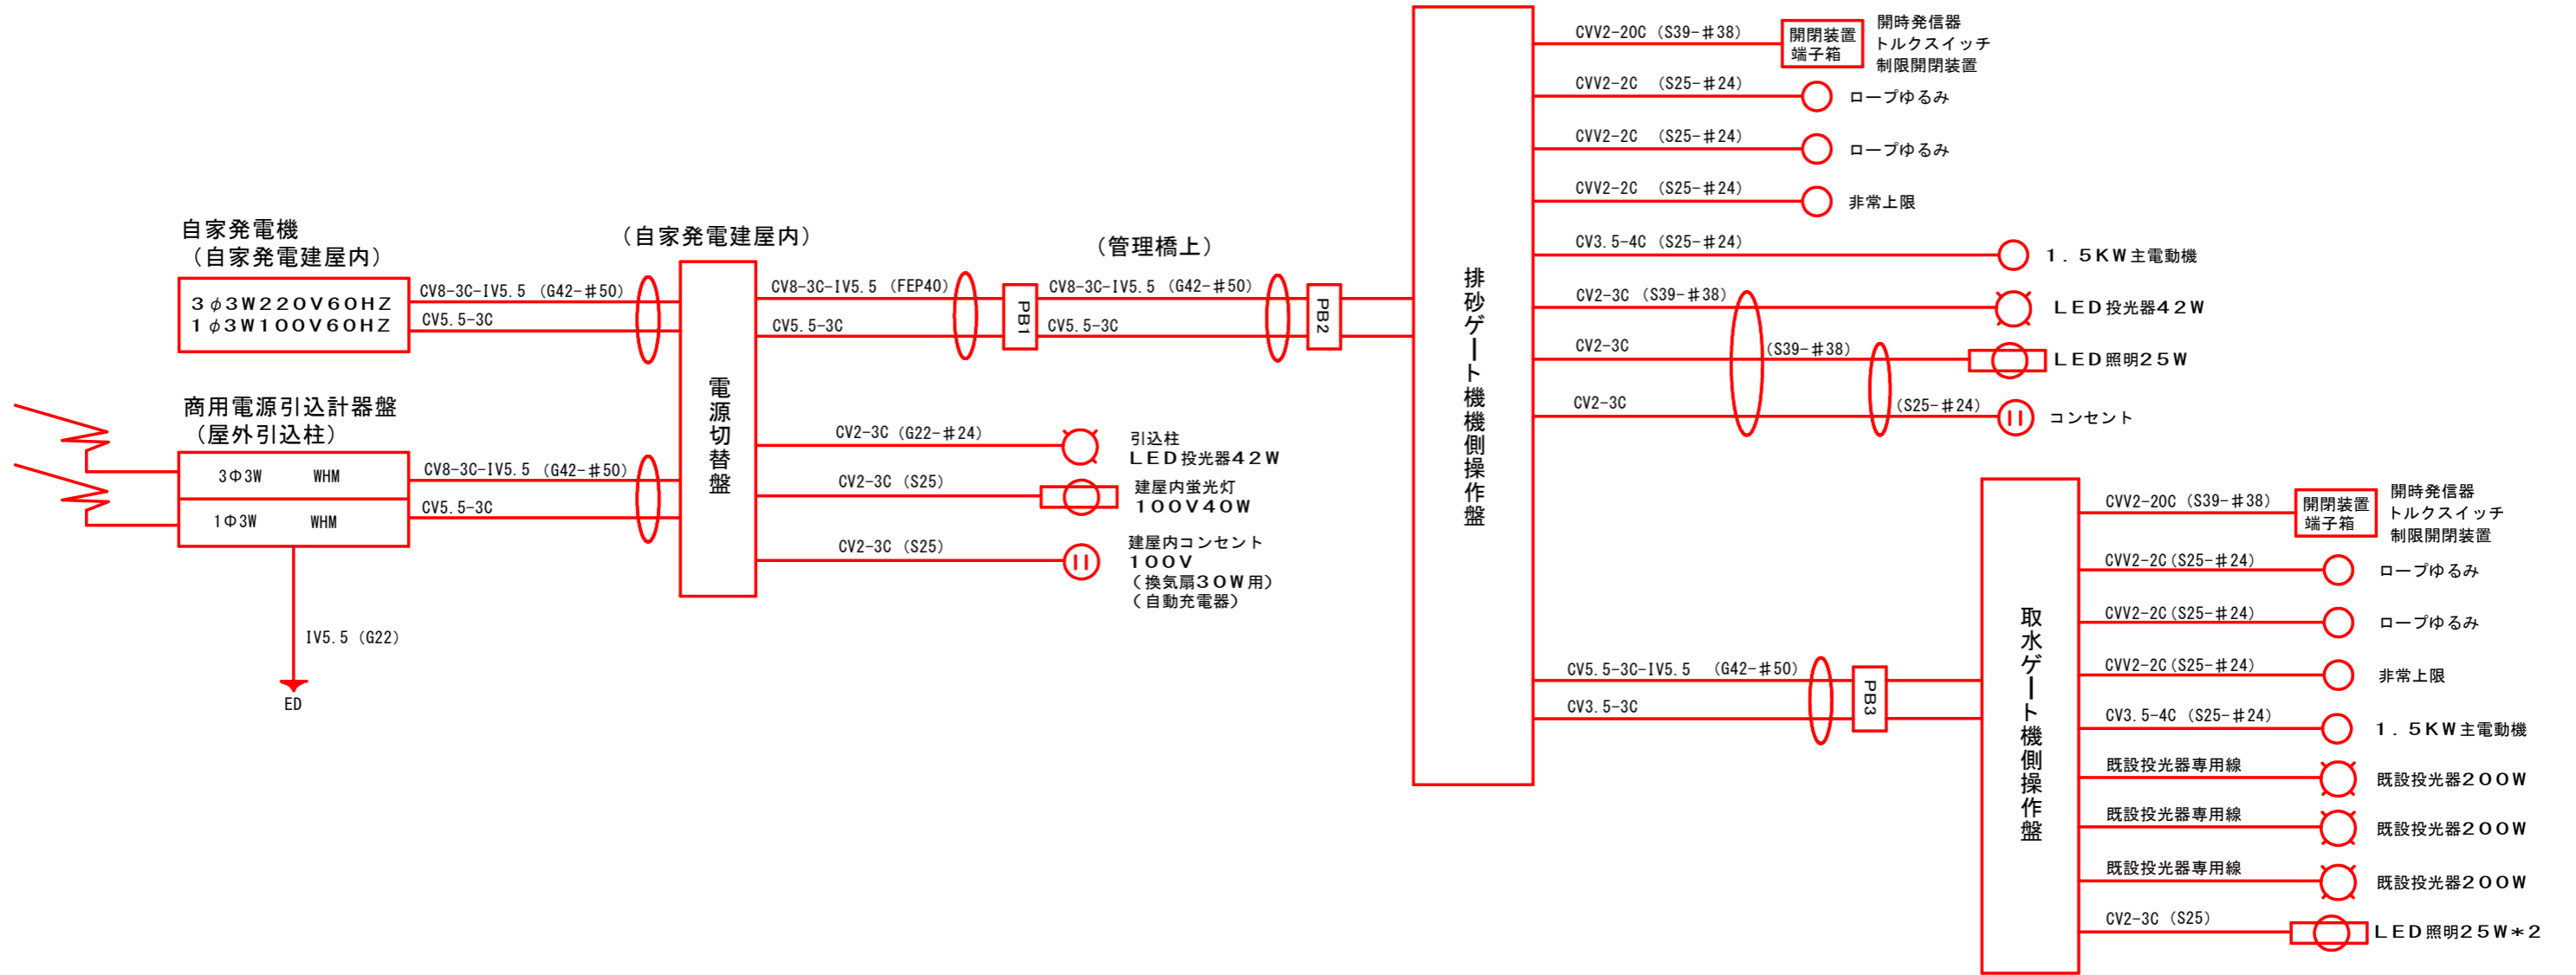 自家発電機
（自家発電建屋内）
3φ3W220V60HZ
1φ3W100V60HZ
CV8-3C-IV5.5 (G42-♯50)
CV5.5-3C
商用電源引込計器盤
（屋外引込柱）
3Φ3W WHM
1Φ3W WHM
CV8-3C-IV5.5 (G42-♯50)
CV5.5-3C
IV5.5 (G22)
ED
（自家発電建屋内）
電源切替盤
CV8-3C-IV5.5 (FEP40)
CV5.5-3C
PB1
（管理橋上）
CV8-3C-IV5.5 (G42-♯50)
CV5.5-3C
PB2
CV2-3C (G22-♯24)
引込柱
LED投光器42W
CV2-3C (S25)
建屋内蛍光灯
100V40W
CV2-3C (S25)
建屋内コンセント
100V
（換気扇30W用）
（自動充電器）
排砂ゲート機機側操作盤
CVV2-20C (S39-♯38)
開閉装置
端子箱
開時発信器
トルクスイッチ
制限開閉装置
CVV2-2C (S25-♯24)
ロープゆるみ
CVV2-2C (S25-♯24)
ロープゆるみ
CVV2-2C (S25-♯24)
非常上限
CV3.5-4C (S25-♯24)
1.5KW主電動機
CV2-3C (S39-♯38)
LED投光器42W
CV2-3C
(S39-♯38)
LED照明25W
CV2-3C
(S25-♯24)
コンセント
CV5.5-3C-IV5.5 (G42-♯50)
CV3.5-3C
PB3
取水ゲート機側操作盤
CVV2-20C (S39-♯38)
開閉装置
端子箱
開時発信器
トルクスイッチ
制限開閉装置
CVV2-2C(S25-♯24)
ロープゆるみ
CVV2-2C(S25-♯24)
ロープゆるみ
CVV2-2C(S25-♯24)
非常上限
CV3.5-4C (S25-♯24)
1.5KW主電動機
既設投光器専用線
既設投光器200W
既設投光器専用線
既設投光器200W
既設投光器専用線
既設投光器200W
CV2-3C (S25)
LED照明25W*2